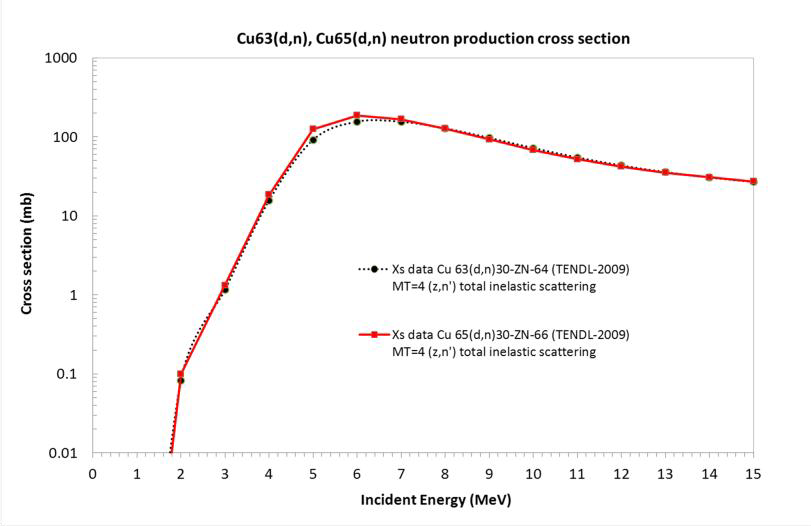 Cu63(d,n), Cu65(d,n) neutron production cross section
1000
100
10
1
0.1
0.01
Cross section (mb)
Xs data Cu 63(d,n)30-ZN-64 (TENDL-2009)
MT=4 (z,n') total inelastic scattering
Xs data Cu 65(d,n)30-ZN-66 (TENDL-2009)
MT=4 (z,n') total inelastic scattering
0 1 2 3 4 5 6 7 8 9 10 11 12 13 14 15
Incident Energy (MeV)